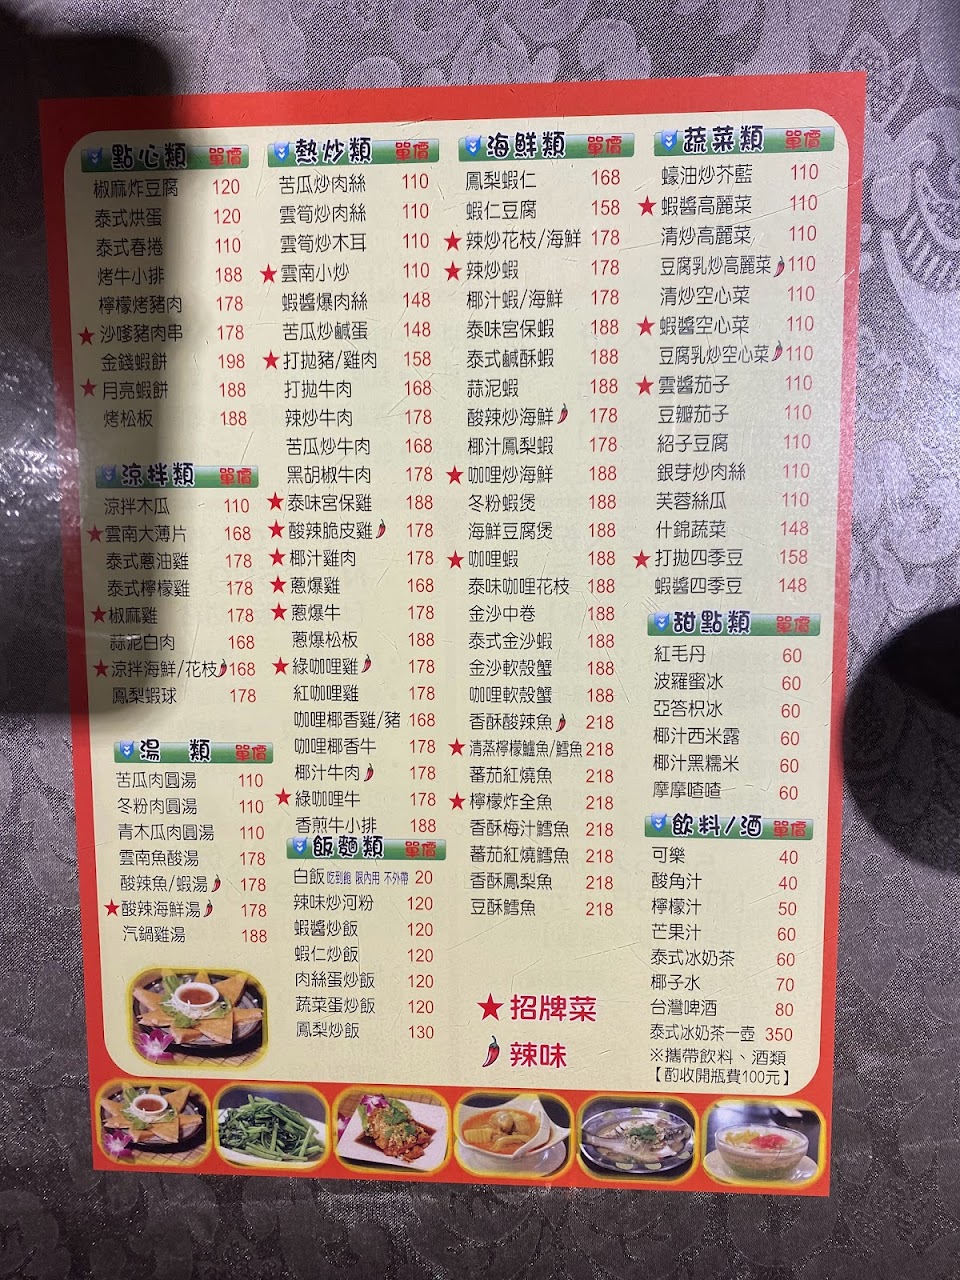 點心類 單價
椒麻炸豆腐 120
泰式烘蛋 120
泰式春捲 110
烤牛小排 188
檸檬烤豬肉 178
★沙嗲豬肉串 178
金錢蝦餅 198
★月亮蝦餅 188
烤松板 188
涼拌類 單價
涼拌木瓜 110
★雲南大薄片 168
泰式蔥油雞 178
泰式檸檬雞 178
★椒麻雞 178
蒜泥白肉 168
★涼拌海鮮/花枝 168
鳳梨蝦球 178
湯 類 單價
苦瓜肉圓湯 110
冬粉肉圓湯 110
青木瓜肉圓湯 110
雲南魚酸湯 178
酸辣魚/蝦湯 178
★酸辣海鮮湯 178
汽鍋雞湯 188
熱炒類 單價
苦瓜炒肉絲 110
雲筍炒肉絲 110
雲筍炒木耳 110
★雲南小炒 110
蝦醬爆肉絲 148
苦瓜炒鹹蛋 148
★打拋豬/雞肉 158
打拋牛肉 168
辣炒牛肉 178
苦瓜炒牛肉 168
黑胡椒牛肉 178
★泰味宮保雞 188
★酸辣脆皮雞 178
★椰汁雞肉 178
★蔥爆雞 168
★蔥爆牛 178
蔥爆松板 188
★綠咖哩雞 178
紅咖哩雞 178
咖哩椰香雞/豬 168
咖哩椰香牛 178
椰汁牛肉 178
★綠咖哩牛 178
香煎牛小排 188
飯麵類 單價
白飯 吃到飽 限內用 不外帶 20
辣味炒河粉 120
蝦醬炒飯 120
蝦仁炒飯 120
肉絲蛋炒飯 120
蔬菜蛋炒飯 120
鳳梨炒飯 130
海鮮類 單價
鳳梨蝦仁 168
蝦仁豆腐 158
★辣炒花枝/海鮮 178
★辣炒蝦 178
椰汁蝦/海鮮 178
泰味宮保蝦 188
泰式鹹酥蝦 188
蒜泥蝦 188
酸辣炒海鮮 178
椰汁鳳梨蝦 178
★咖哩炒海鮮 188
冬粉蝦煲 188
海鮮豆腐煲 188
★咖哩蝦 188
泰味咖哩花枝 188
金沙中卷 188
泰式金沙蝦 188
金沙軟殼蟹 188
咖哩軟殼蟹 188
香酥酸辣魚 218
★清蒸檸檬鱸魚/鱈魚 218
蕃茄紅燒魚 218
★檸檬炸全魚 218
香酥梅汁鱈魚 218
蕃茄紅燒鱈魚 218
香酥鳳梨魚 218
豆酥鱈魚 218
★招牌菜
辣味
蔬菜類 單價
蠔油炒芥藍 110
★蝦醬高麗菜 110
清炒高麗菜 110
豆腐乳炒高麗菜 110
清炒空心菜 110
★蝦醬空心菜 110
豆腐乳炒空心菜 110
★雲醬茄子 110
豆瓣茄子 110
紹子豆腐 110
銀芽炒肉絲 110
芙蓉絲瓜 110
什錦蔬菜 148
★打拋四季豆 158
蝦醬四季豆 148
甜點類 單價
紅毛丹 60
波羅蜜冰 60
亞答枳冰 60
椰汁西米露 60
椰汁黑糯米 60
摩摩喳喳 60
飲料/酒 單價
可樂 40
酸角汁 40
檸檬汁 50
芒果汁 60
泰式冰奶茶 60
椰子水 70
台灣啤酒 80
泰式冰奶茶一壺 350
※攜帶飲料、酒類
【酌收開瓶費100元】